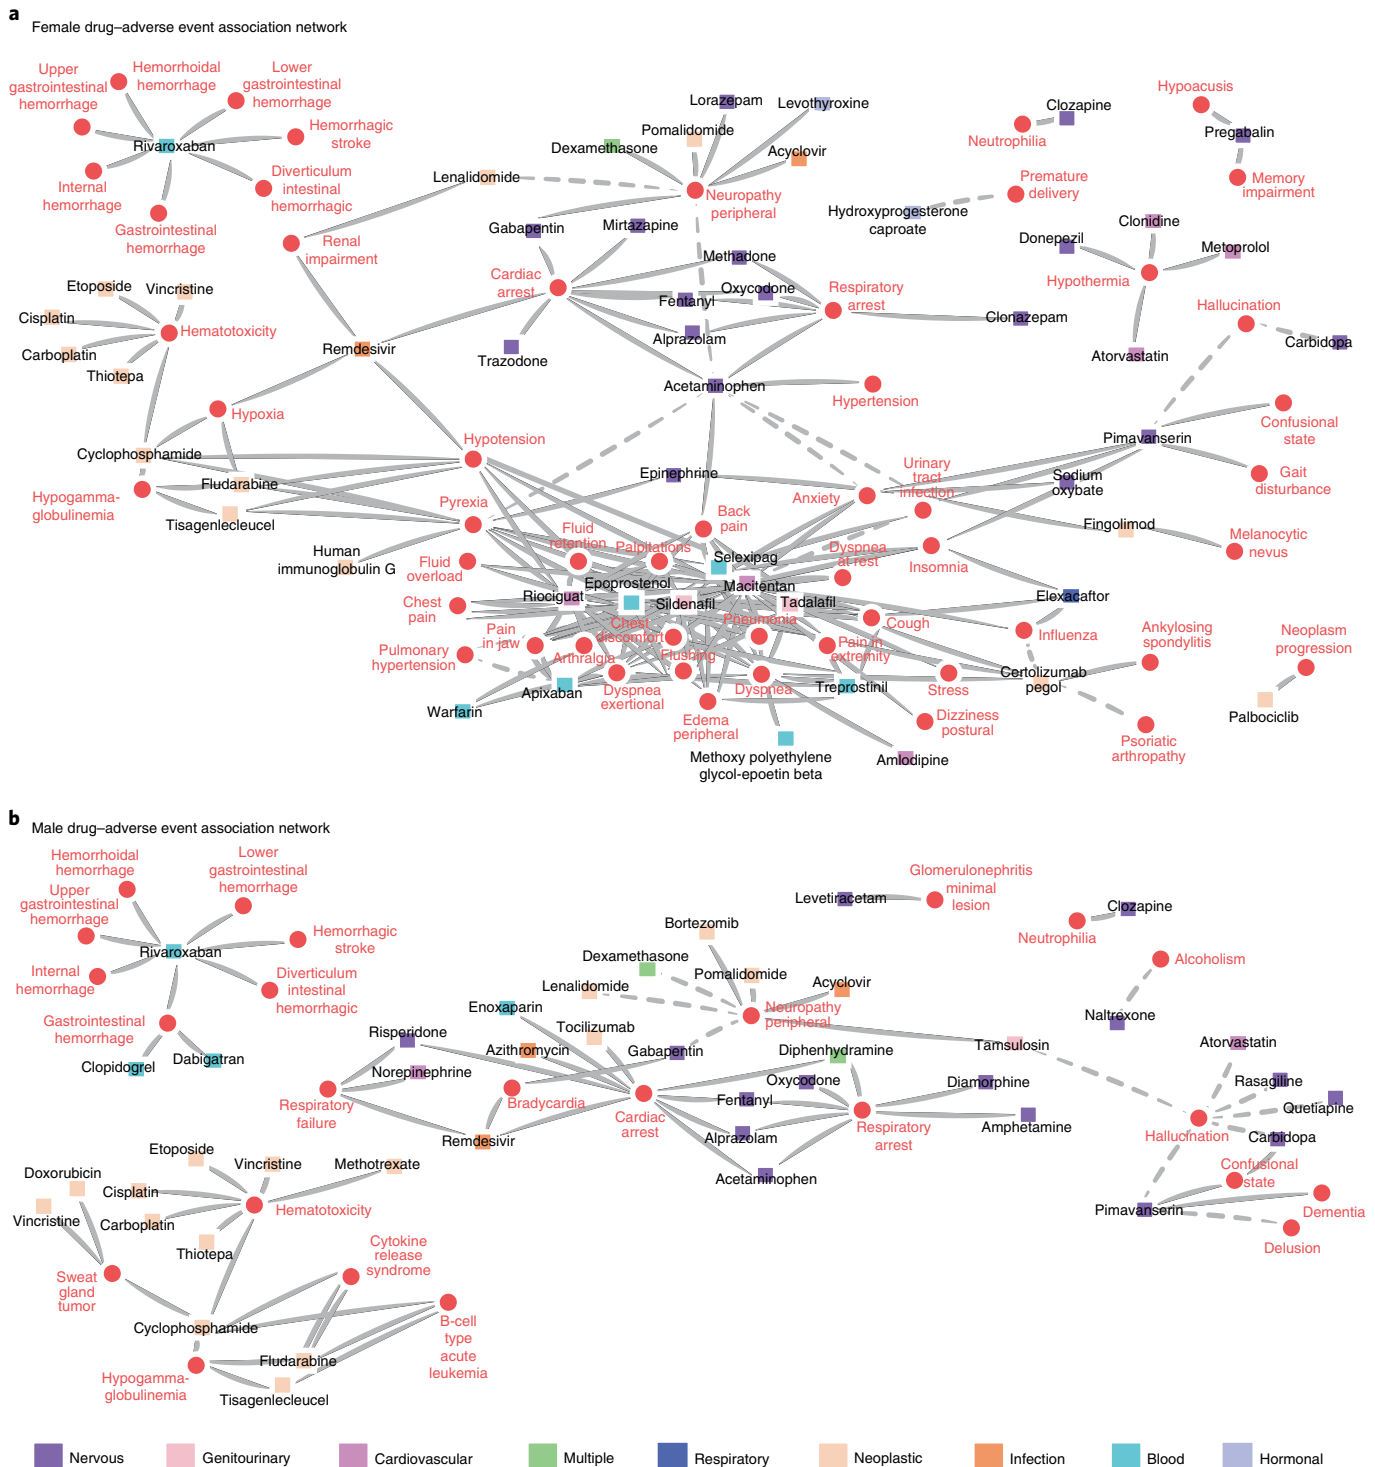 a
Female drug–adverse event association network
Upper
gastrointestinal
hemorrhage
Hemorrhoidal
hemorrhage
Lower
gastrointestinal
hemorrhage
Hemorrhagic
stroke
Rivaroxaban
Internal
hemorrhage
Diverticulum
intestinal
hemorrhagic
Gastrointestinal
hemorrhage
Renal
impairment
Lenalidomide
Dexamethasone
Pomalidomide
Lorazepam
Levothyroxine
Acyclovir
Neuropathy
peripheral
Gabapentin
Mirtazapine
Methadone
Cardiac
arrest
Fentanyl
Oxycodone
Respiratory
arrest
Alprazolam
Trazodone
Clonazepam
Acetaminophen
Hypertension
Neutrophilia
Clozapine
Hypoacusis
Pregabalin
Memory
impairment
Premature
delivery
Hydroxyprogesterone
caproate
Clonidine
Donepezil
Metoprolol
Hypothermia
Atorvastatin
Hallucination
Carbidopa
Etoposide
Vincristine
Cisplatin
Hematotoxicity
Carboplatin
Thiotepa
Remdesivir
Hypoxia
Cyclophosphamide
Hypotension
Fludarabine
Hypogamma-
globulinemia
Tisagenlecleucel
Pyrexia
Human
immunoglobulin G
Epinephrine
Anxiety
Urinary
tract
infection
Pimavanserin
Confusional
state
Sodium
oxybate
Gait
disturbance
Fingolimod
Melanocytic
nevus
Back
pain
Fluid
retention
Palpitations
Selexipag
Dyspnea
at rest
Insomnia
Fluid
overload
Epoprostenol
Macitentan
Riociguat
Sildenafil
Tadalafil
Elexacaftor
Chest
pain
Chest
discomfort
Pneumonia
Cough
Influenza
Pain
in jaw
Pulmonary
hypertension
Arthralgia
Flushing
Pain in
extremity
Ankylosing
spondylitis
Neoplasm
progression
Certolizumab
pegol
Apixaban
Dyspnea
exertional
Dyspnea
Treprostinil
Stress
Warfarin
Edema
peripheral
Dizziness
postural
Palbociclib
Psoriatic
arthropathy
Methoxy polyethylene
glycol-epoetin beta
Amlodipine
b
Male drug–adverse event association network
Hemorrhoidal
hemorrhage
Upper
gastrointestinal
hemorrhage
Lower
gastrointestinal
hemorrhage
Hemorrhagic
stroke
Rivaroxaban
Internal
hemorrhage
Diverticulum
intestinal
hemorrhagic
Gastrointestinal
hemorrhage
Clopidogrel
Dabigatran
Levetiracetam
Glomerulonephritis
minimal
lesion
Clozapine
Neutrophilia
Bortezomib
Dexamethasone
Pomalidomide
Lenalidomide
Acyclovir
Neuropathy
peripheral
Alcoholism
Naltrexone
Enoxaparin
Tocilizumab
Risperidone
Azithromycin
Gabapentin
Diphenhydramine
Tamsulosin
Atorvastatin
Norepinephrine
Respiratory
failure
Bradycardia
Cardiac
arrest
Oxycodone
Fentanyl
Diamorphine
Respiratory
arrest
Amphetamine
Alprazolam
Remdesivir
Acetaminophen
Rasagiline
Quetiapine
Hallucination
Carbidopa
Confusional
state
Pimavanserin
Dementia
Delusion
Etoposide
Vincristine
Methotrexate
Doxorubicin
Cisplatin
Vincristine
Carboplatin
Hematotoxicity
Thiotepa
Sweat
gland
tumor
Cytokine
release
syndrome
Cyclophosphamide
B-cell
type
acute
leukemia
Fludarabine
Hypogamma-
globulinemia
Tisagenlecleucel
Nervous
Genitourinary
Cardiovascular
Multiple
Respiratory
Neoplastic
Infection
Blood
Hormonal